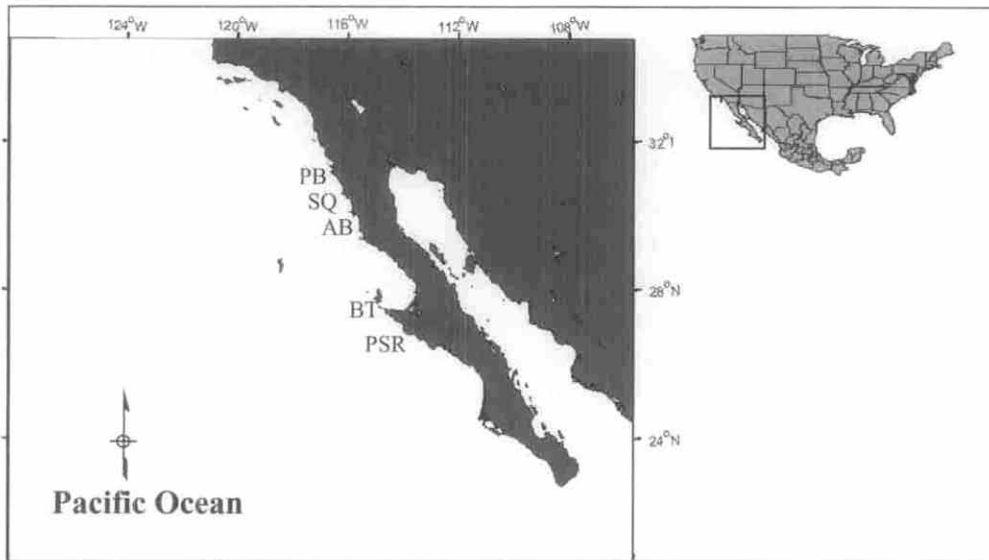 124°W 120°W 116°W 112°W 108°W
32°I
PB
SQ
AB
28°N
BT
PSR
24°N
Pacific Ocean